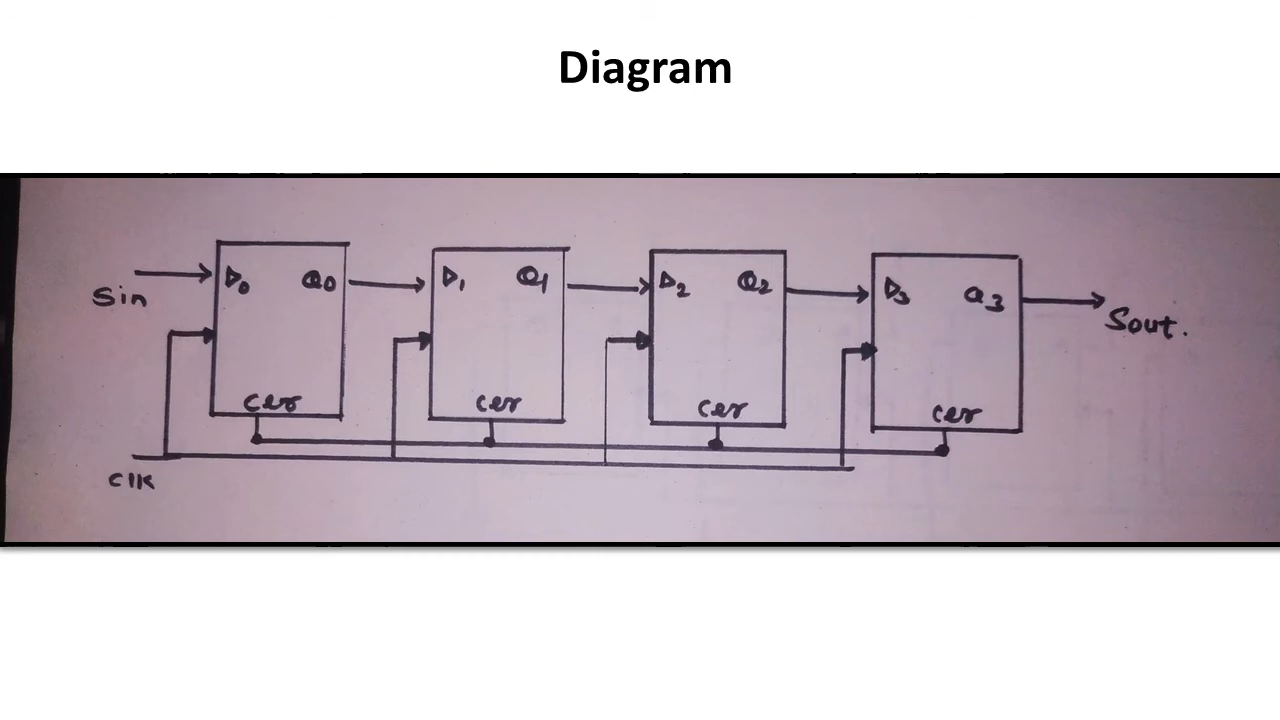 Diagram
Sin
D0 Q0
D1 Q1
D2 Q2
D3 Q3
Sout.
Clr
Clr
Clr
Clr
Clk